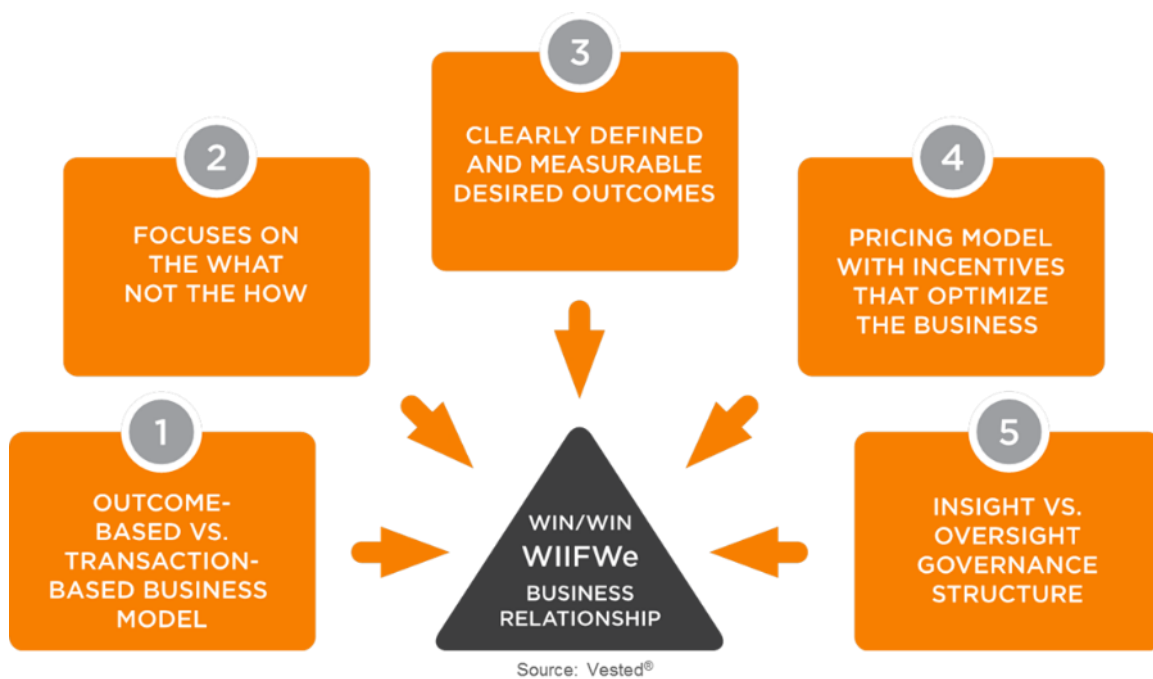 1
OUTCOME-
BASED VS.
TRANSACTION-
BASED BUSINESS
MODEL
2
FOCUSES ON
THE WHAT
NOT THE HOW
3
CLEARLY DEFINED
AND MEASURABLE
DESIRED OUTCOMES
4
PRICING MODEL
WITH INCENTIVES
THAT OPTIMIZE
THE BUSINESS
5
INSIGHT VS.
OVERSIGHT
GOVERNANCE
STRUCTURE
WIN/WIN
WIIFWe
BUSINESS
RELATIONSHIP
Source: Vested®